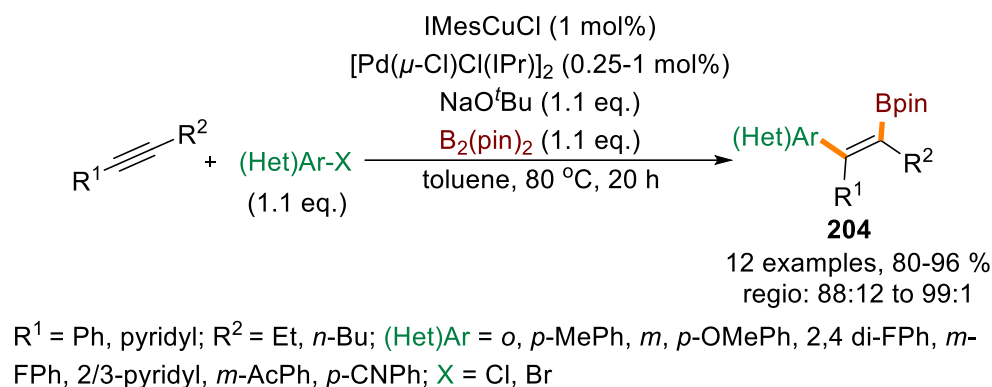 IMesCuCl (1 mol%)
[Pd(μ-Cl)Cl(IPr)]₂ (0.25-1 mol%)
NaOᵗBu (1.1 eq.)
B₂(pin)₂ (1.1 eq.)
toluene, 80 ºC, 20 h
R¹
R²
+
(Het)Ar-X
(1.1 eq.)
Bpin
(Het)Ar
R²
R¹
204
12 examples, 80-96 %
regio: 88:12 to 99:1
R¹ = Ph, pyridyl; R² = Et, n-Bu; (Het)Ar = o, p-MePh, m, p-OMePh, 2,4 di-FPh, m-
FPh, 2/3-pyridyl, m-AcPh, p-CNPh; X = Cl, Br